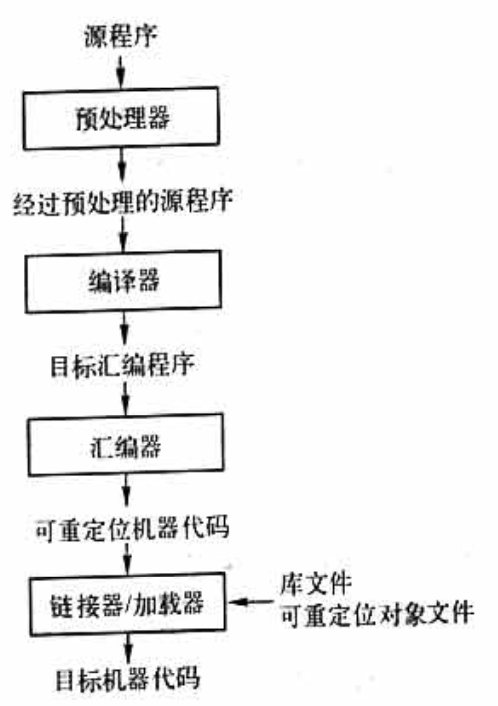 源程序
预处理器
经过预处理的源程序
编译器
目标汇编程序
汇编器
可重定位机器代码
链接器/加载器
库文件
可重定位对象文件
目标机器代码